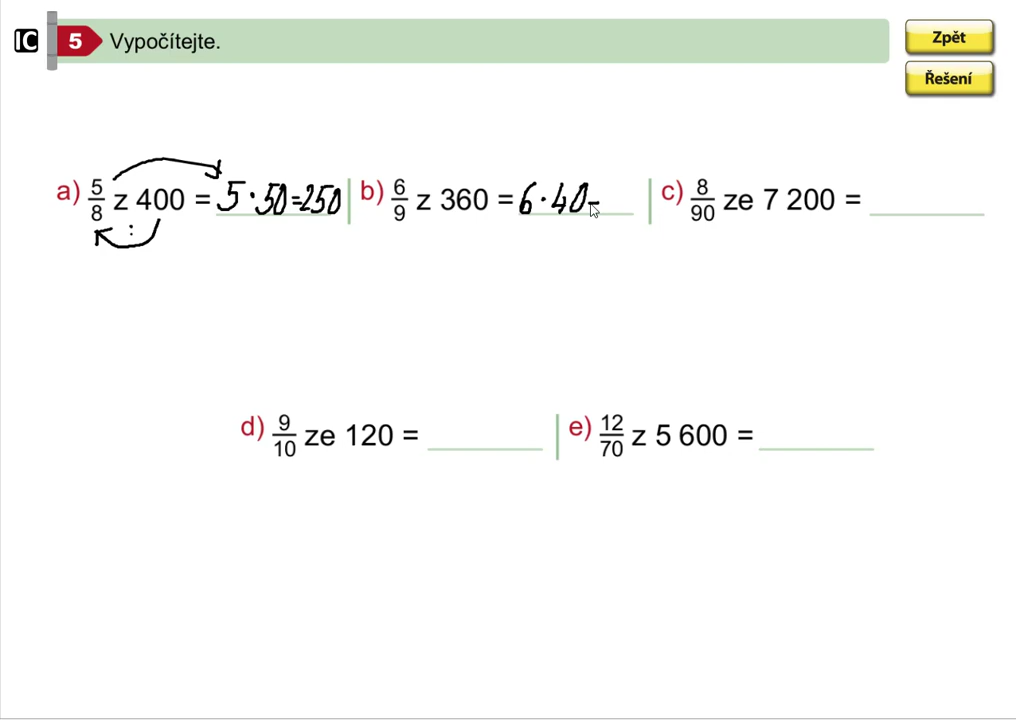 IC 5 Vypočítejte. Zpět
Řešení
a) 5/8 z 400 = 5·50=250
:
b) 6/9 z 360 = 6·40-
c) 8/90 ze 7 200 =
d) 9/10 ze 120 =
e) 12/70 z 5 600 =